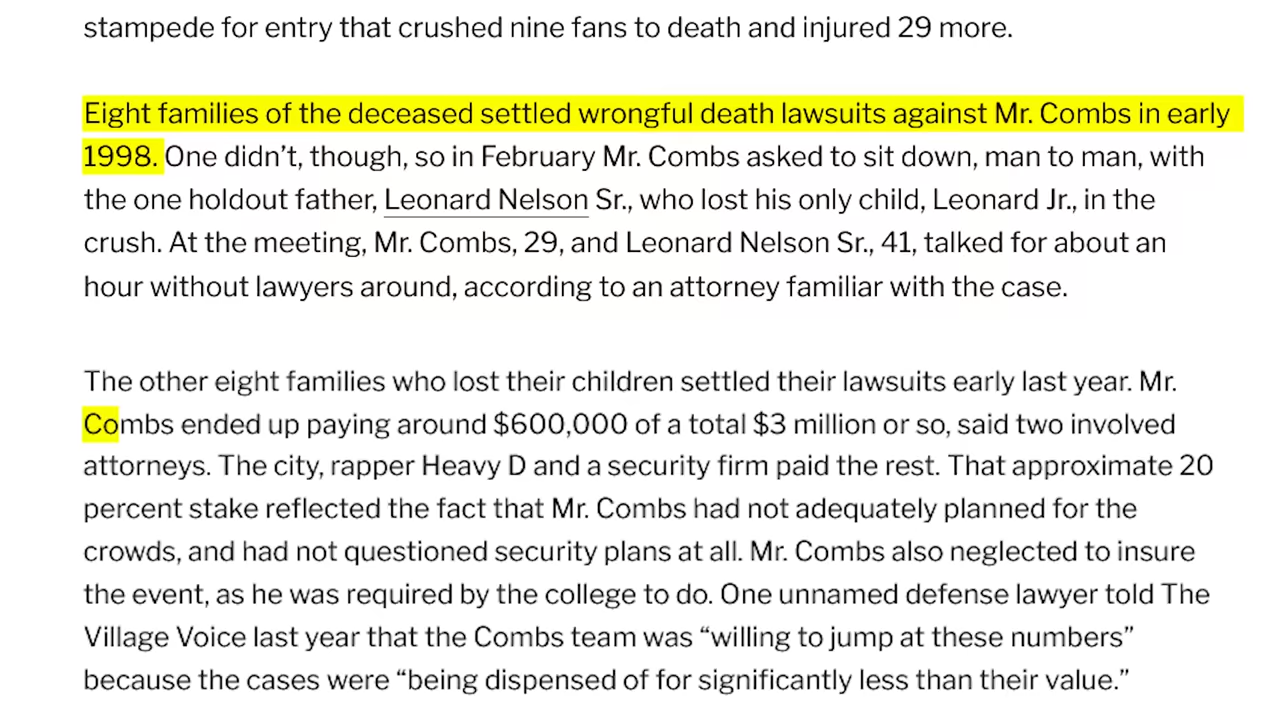 stampede for entry that crushed nine fans to death and injured 29 more.
Eight families of the deceased settled wrongful death lawsuits against Mr. Combs in early
1998. One didn’t, though, so in February Mr. Combs asked to sit down, man to man, with
the one holdout father, Leonard Nelson Sr., who lost his only child, Leonard Jr., in the
crush. At the meeting, Mr. Combs, 29, and Leonard Nelson Sr., 41, talked for about an
hour without lawyers around, according to an attorney familiar with the case.
The other eight families who lost their children settled their lawsuits early last year. Mr.
Combs ended up paying around $600,000 of a total $3 million or so, said two involved
attorneys. The city, rapper Heavy D and a security firm paid the rest. That approximate 20
percent stake reflected the fact that Mr. Combs had not adequately planned for the
crowds, and had not questioned security plans at all. Mr. Combs also neglected to insure
the event, as he was required by the college to do. One unnamed defense lawyer told The
Village Voice last year that the Combs team was “willing to jump at these numbers”
because the cases were “being dispensed of for significantly less than their value.”